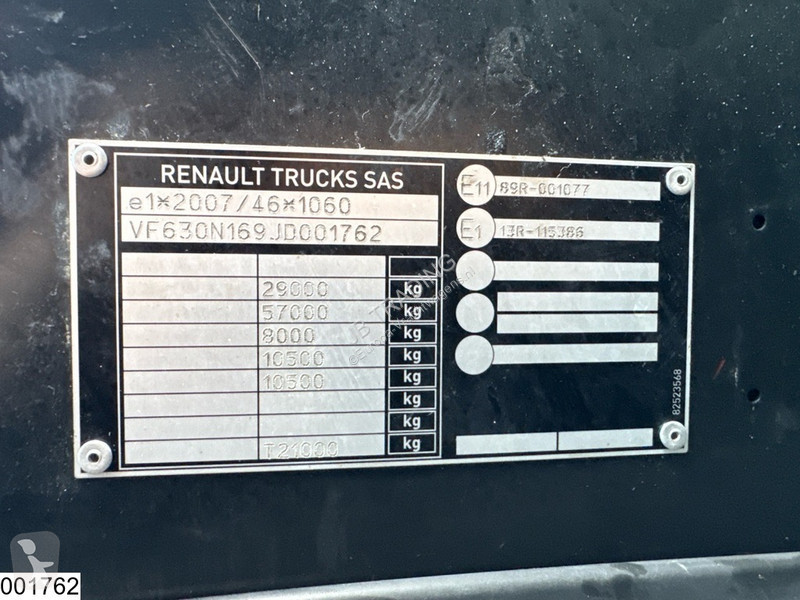 RENAULT TRUCKS SAS
e1*2007/46*1060
VF630N169JD001762
29000 kg
57000 kg
8000 kg
10500 kg
10500 kg
kg
kg
T21000 kg
E11 89R-001077
E1 13R-115386
82523568
TRADING
001762